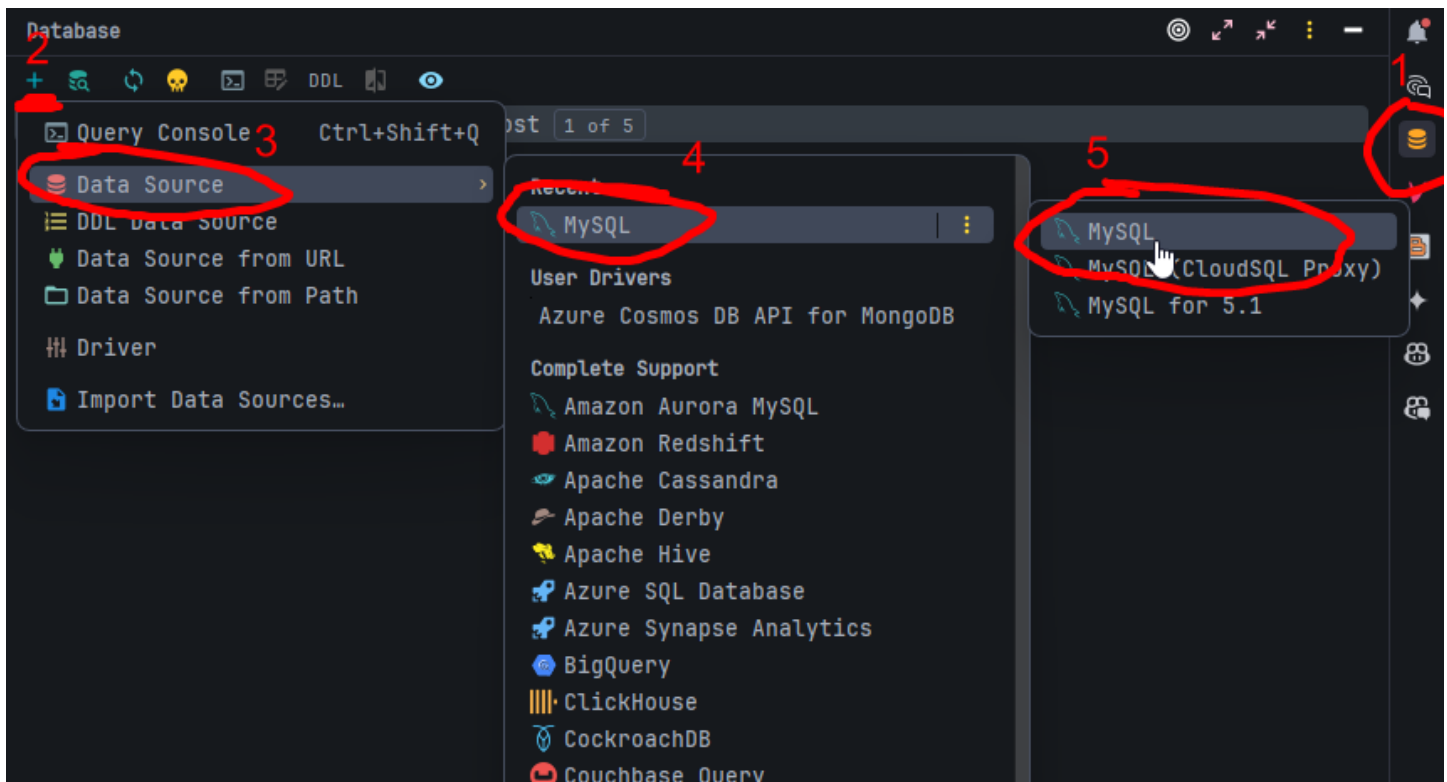 Database
1
2
DDL
ost 1 of 5
Query Console Ctrl+Shift+Q
3
Data Source
DDL Data Source
Data Source from URL
Data Source from Path
Driver
Import Data Sources…
4
Recent
MySQL
User Drivers
Azure Cosmos DB API for MongoDB
Complete Support
Amazon Aurora MySQL
Amazon Redshift
Apache Cassandra
Apache Derby
Apache Hive
Azure SQL Database
Azure Synapse Analytics
BigQuery
ClickHouse
CockroachDB
Couchbase Query
5
MySQL
MySQL (CloudSQL Proxy)
MySQL for 5.1